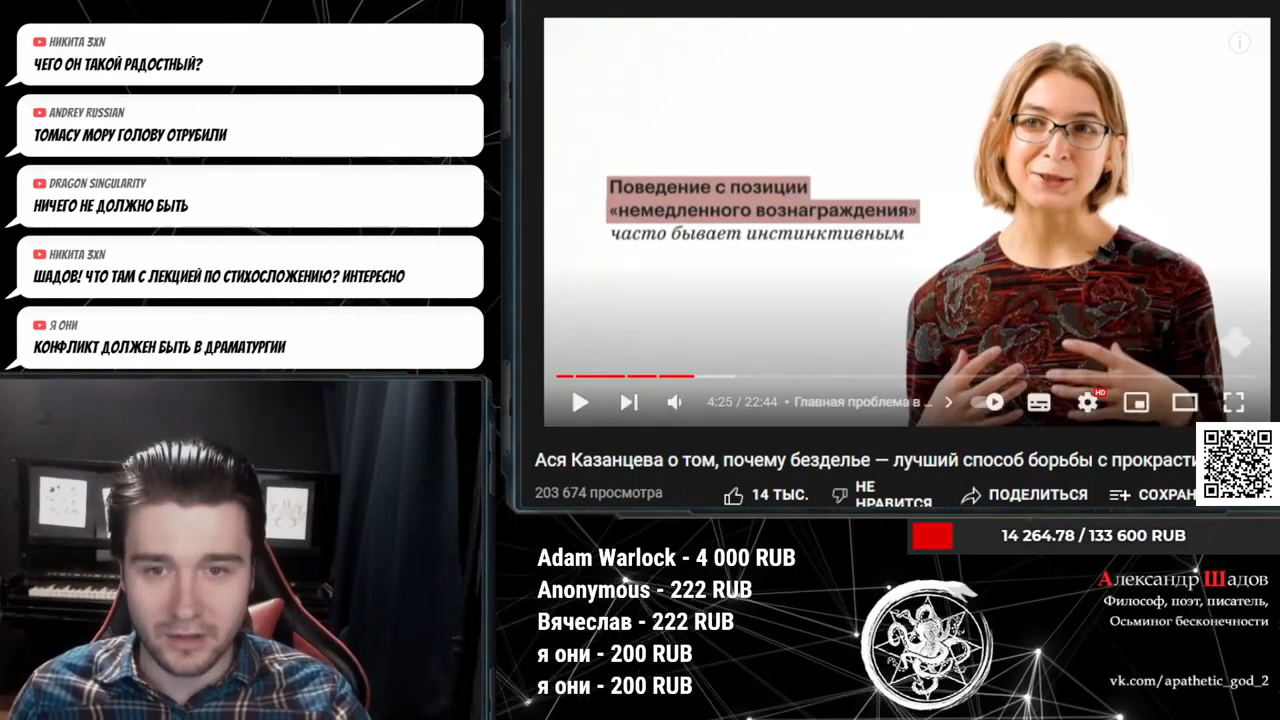 НИКИТА ЗХN
ЧЕГО ОН ТАКОЙ РАДОСТНЫЙ?
ANDREY RUSSIAN
ТОМАСУ МОРУ ГОЛОВУ ОТРУБИЛИ
DRAGON SINGULARITY
НИЧЕГО НЕ ДОЛЖНО БЫТЬ
НИКИТА ЗХN
ШАДОВ! ЧТО ТАМ С ЛЕКЦИЕЙ ПО СТИХОСЛОЖЕНИЮ? ИНТЕРЕСНО
Я ОНИ
КОНФЛИКТ ДОЛЖЕН БЫТЬ В ДРАМАТУРГИИ
Поведение с позиции
«немедленного вознаграждения»
часто бывает инстинктивным
4:25 / 22:44 • Главная проблема в ...
HD
Ася Казанцева о том, почему безделье — лучший способ борьбы с прокрасти
203 674 просмотра
14 ТЫС.
НЕ
НРАВИТСЯ
ПОДЕЛИТЬСЯ
СОХРАН
14 264.78 / 133 600 RUB
Adam Warlock - 4 000 RUB
Anonymous - 222 RUB
Вячеслав - 222 RUB
я они - 200 RUB
я они - 200 RUB
Александр Шадов
Философ, поэт, писатель,
Осьминог бесконечности
vk.com/apathetic_god_2